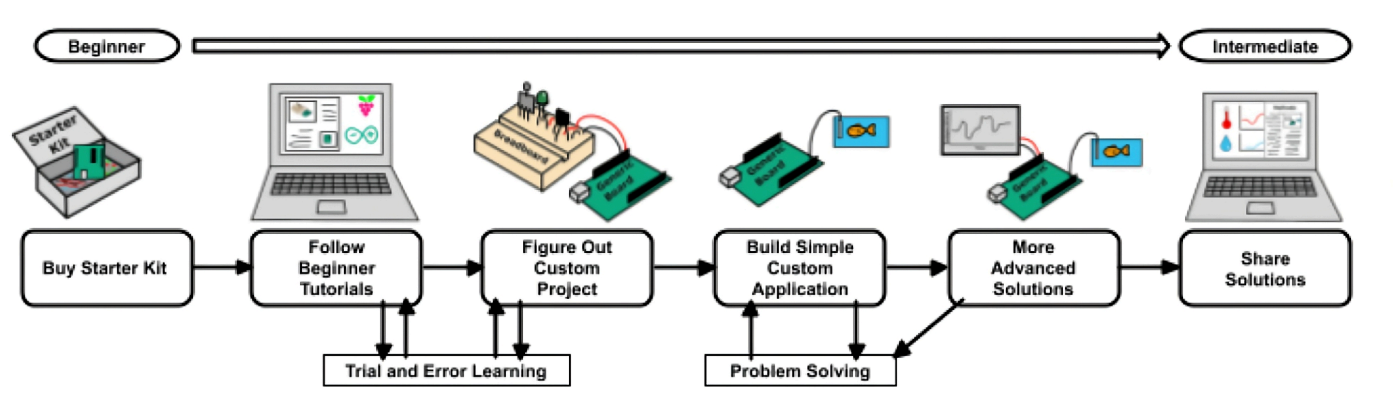 Beginner
Intermediate
Starter
Kit
Breadboard
Generic
Board
Generic
Board
Generic
Board
Buy Starter Kit
Follow
Beginner
Tutorials
Figure Out
Custom
Project
Build Simple
Custom
Application
More
Advanced
Solutions
Share
Solutions
Trial and Error Learning
Problem Solving